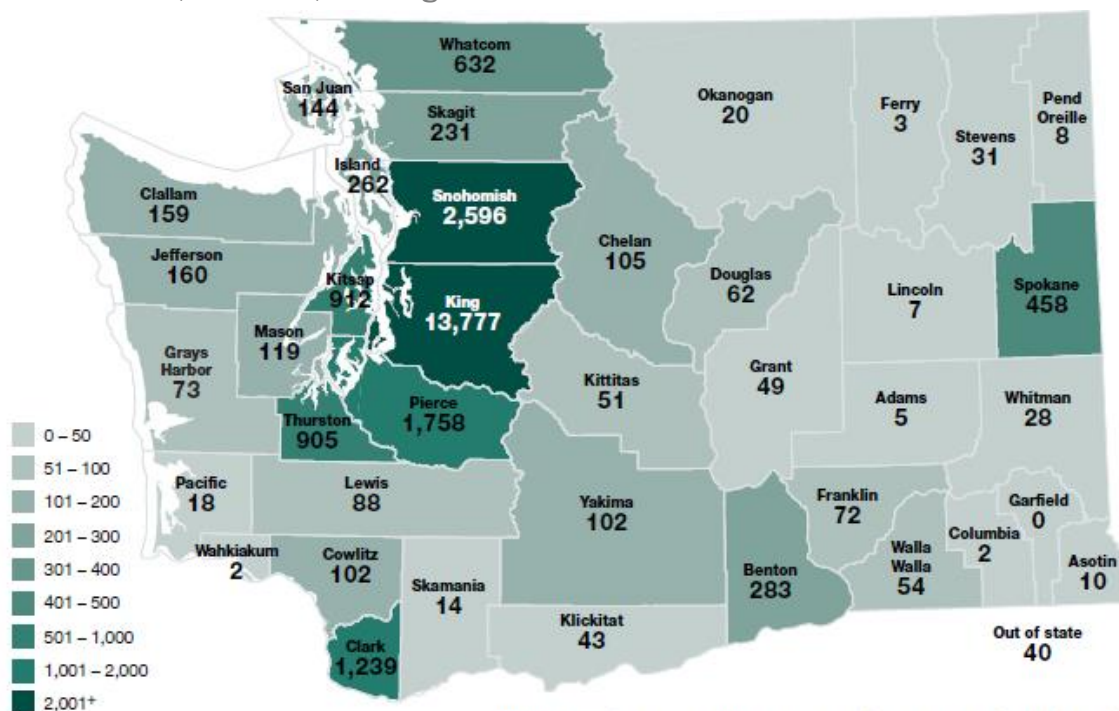 Whatcom
632
San Juan
144
Skagit
231
Okanogan
20
Ferry
3
Stevens
31
Pend
Oreille
8
Island
262
Clallam
159
Snohomish
2,596
Jefferson
160
Kitsap
912
King
13,777
Chelan
105
Douglas
62
Lincoln
7
Spokane
458
Mason
119
Grays
Harbor
73
Thurston
905
Pierce
1,758
Kittitas
51
Grant
49
Adams
5
Whitman
28
Pacific
18
Lewis
88
Yakima
102
Franklin
72
Garfield
0
Columbia
2
Walla
Walla
54
Asotin
10
Wahkiakum
2
Cowlitz
102
Skamania
14
Benton
283
Klickitat
43
Clark
1,239
Out of state
40
0 – 50
51 – 100
101 – 200
201 – 300
301 – 400
401 – 500
501 – 1,000
1,001 – 2,000
2,001+